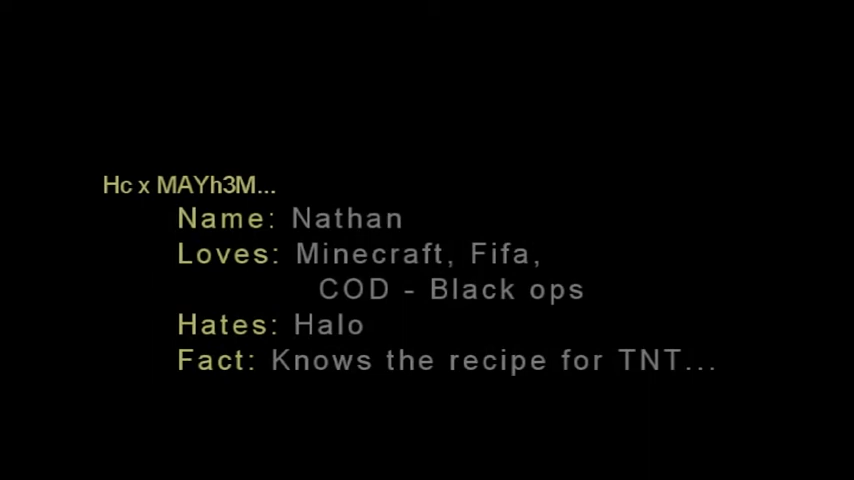 Hc x MAYh3M...
Name: Nathan
Loves: Minecraft, Fifa,
COD - Black ops
Hates: Halo
Fact: Knows the recipe for TNT...